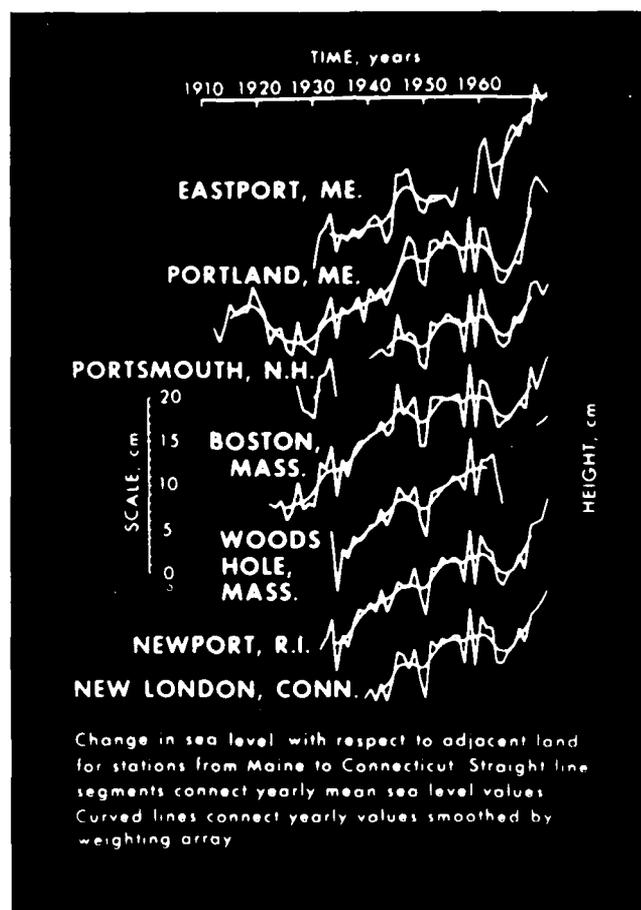 TIME, years
1910 1920 1930 1940 1950 1960
EASTPORT, ME.
PORTLAND, ME.
PORTSMOUTH, N.H.
20
15
10
5
0
SCALE, cm
HEIGHT, cm
BOSTON,
MASS.
WOODS
HOLE,
MASS.
NEWPORT, R.I.
NEW LONDON, CONN.
Change in sea level with respect to adjacent land
for stations from Maine to Connecticut Straight line
segments connect yearly mean sea level values
Curved lines connect yearly values smoothed by
weighting array